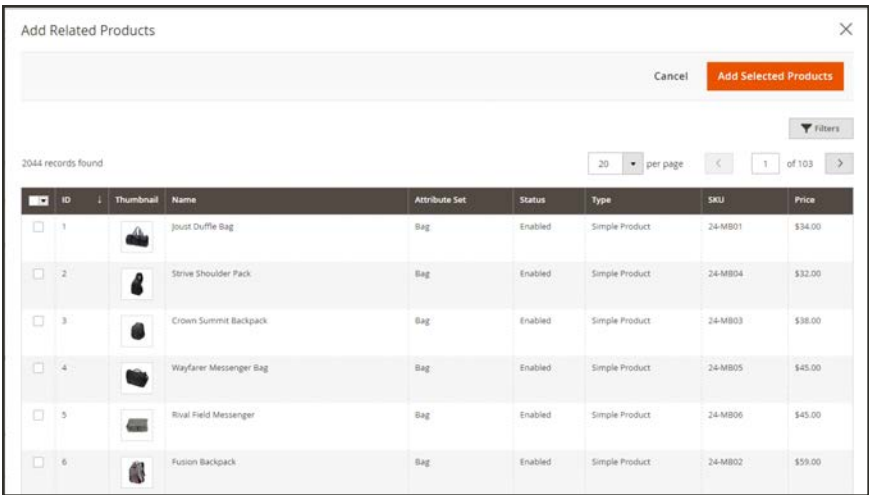 Add Related Products
Cancel Add Selected Products
Filters
2044 records found 20 per page 1 of 103
ID Thumbnail Name Attribute Set Status Type SKU Price
1 Joust Duffle Bag Bag Enabled Simple Product 24-MB01 $34.00
2 Strive Shoulder Pack Bag Enabled Simple Product 24-MB04 $32.00
3 Crown Summit Backpack Bag Enabled Simple Product 24-MB03 $38.00
4 Wayfarer Messenger Bag Bag Enabled Simple Product 24-MB05 $45.00
5 Rival Field Messenger Bag Enabled Simple Product 24-MB06 $45.00
6 Fusion Backpack Bag Enabled Simple Product 24-MB02 $59.00